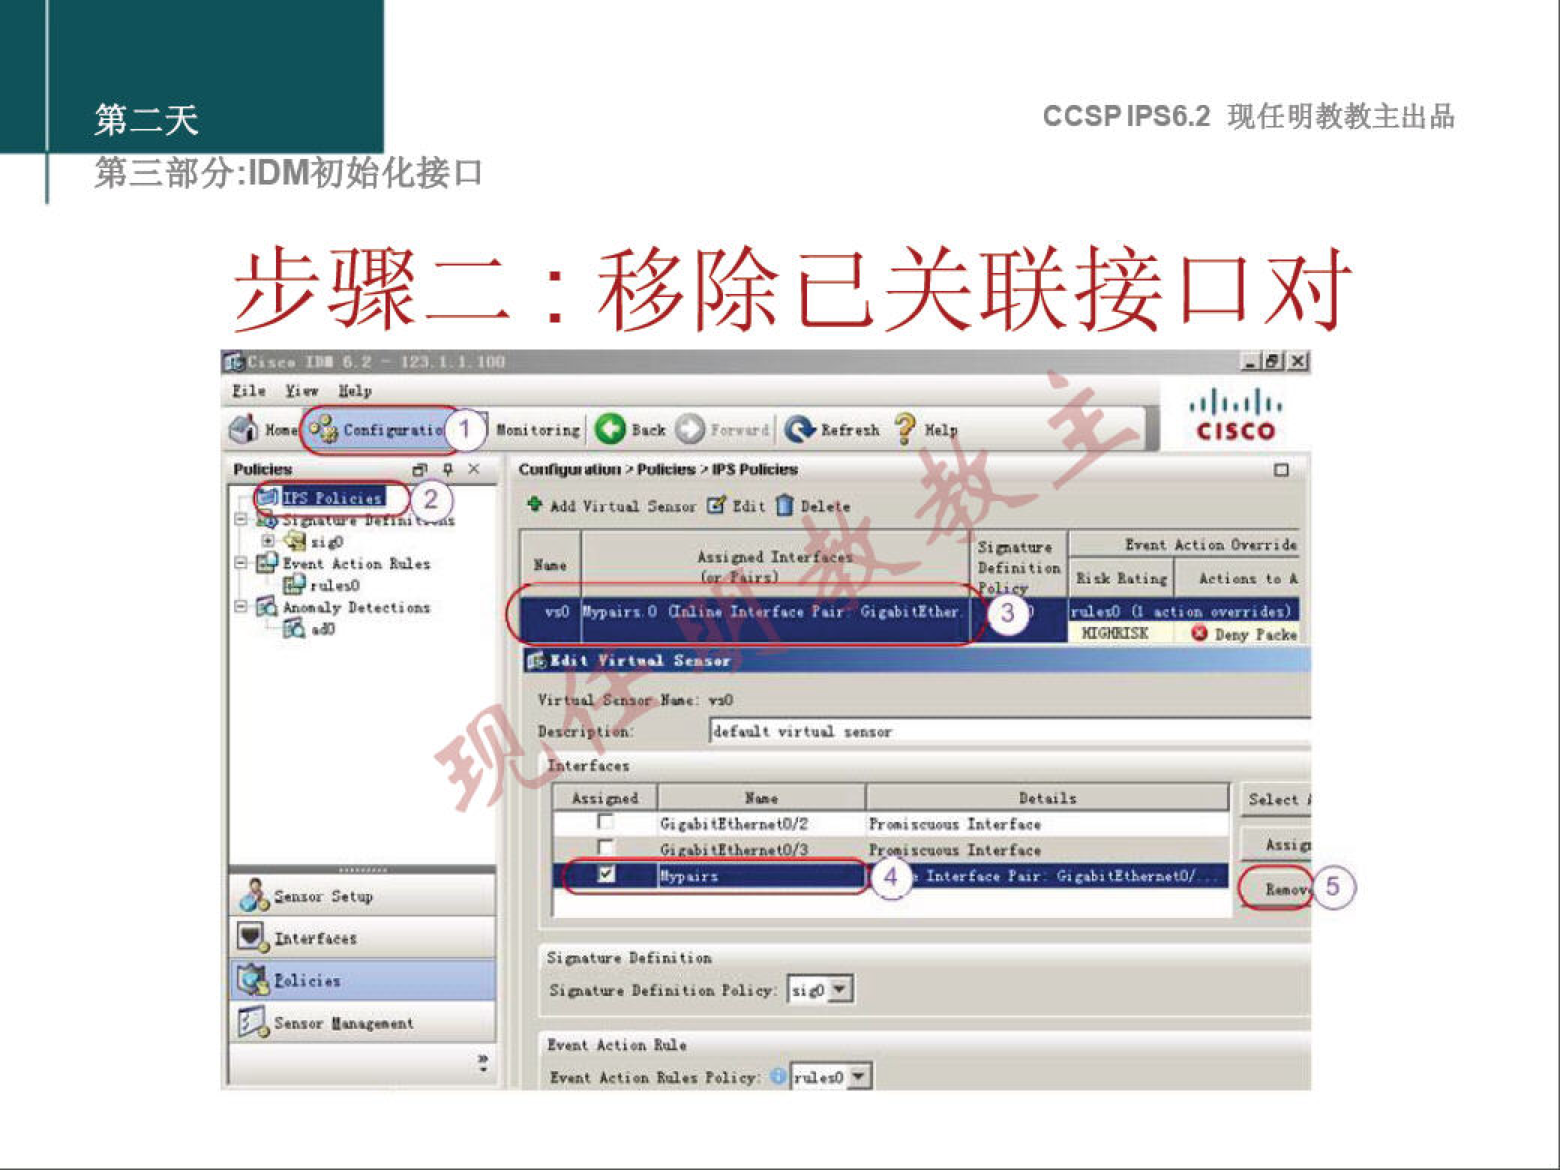 第二天
CCSP IPS6.2 现任明教教主出品
第三部分:IDM初始化接口
步骤二：移除已关联接口对
Cisco IDM 6.2 - 123.1.1.100
File View Help
Home Configuratio 1 Monitoring Back Forward Refresh Help
CISCO
Policies
IPS Policies 2
Signature Definitions
sig0
Event Action Rules
rules0
Anomaly Detections
ad0
Sensor Setup
Interfaces
Policies
Sensor Management
Configuration > Policies > IPS Policies
Add Virtual Sensor Edit Delete
Name
Assigned Interfaces
(or Pairs)
Signature
Definition
Policy
Event Action Override
Risk Rating
Actions to A
vs0 Mypairs.0 (Inline Interface Pair: GigabitEther. 3 rules0 (1 action overrides)
HIGHRISK Deny Packe
Edit Virtual Sensor
Virtual Sensor Name: vs0
Description: default virtual sensor
Interfaces
Assigned Name Details Select A
GigabitEthernet0/2 Promiscuous Interface
GigabitEthernet0/3 Promiscuous Interface Assig
Mypairs 4 Interface Pair: GigabitEthernet0/... Remov 5
Signature Definition
Signature Definition Policy: sig0
Event Action Rule
Event Action Rules Policy: rules0
现任明教教主